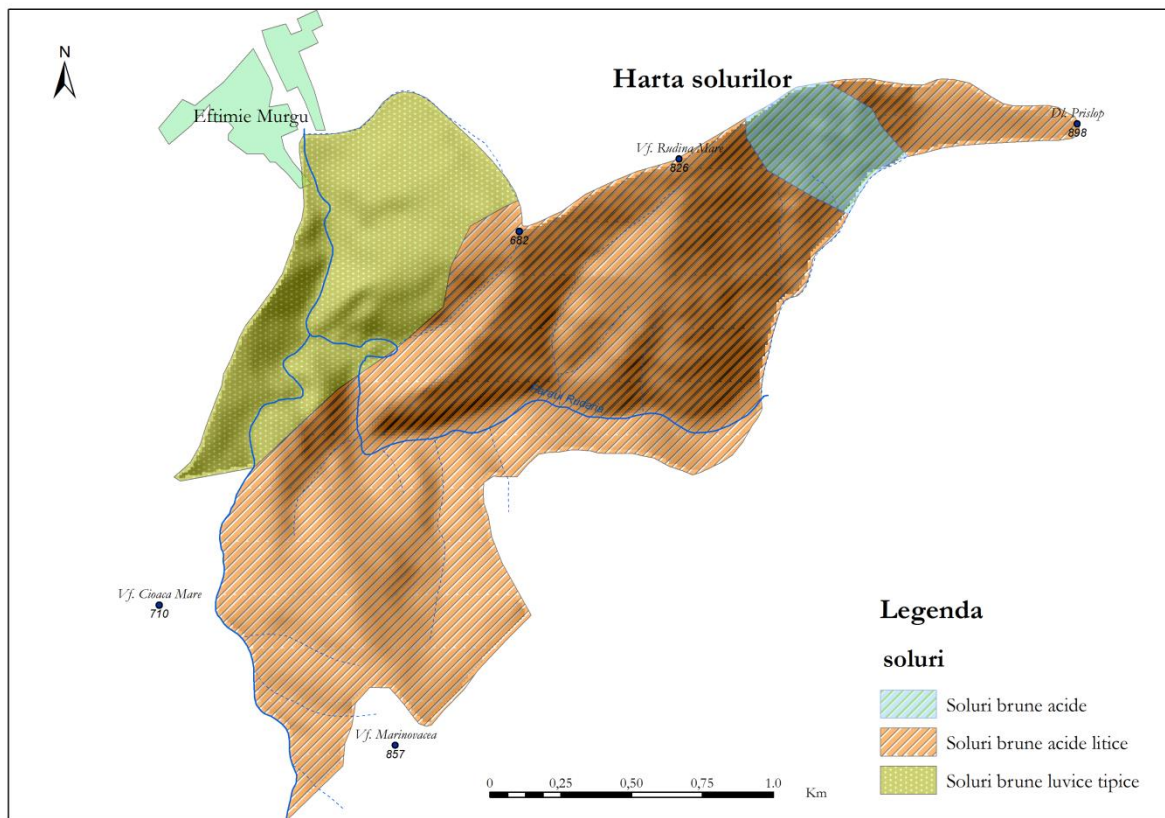 N
Harta solurilor
Eftimie Murgu
Dl. Prislop
898
Vf. Rudina Mare
826
682
Paraul Rudaria
Vf. Cioaca Mare
710
Vf. Marinovacea
857
Legenda
soluri
Soluri brune acide
Soluri brune acide litice
Soluri brune luvice tipice
0 0,25 0,50 0,75 1.0
Km